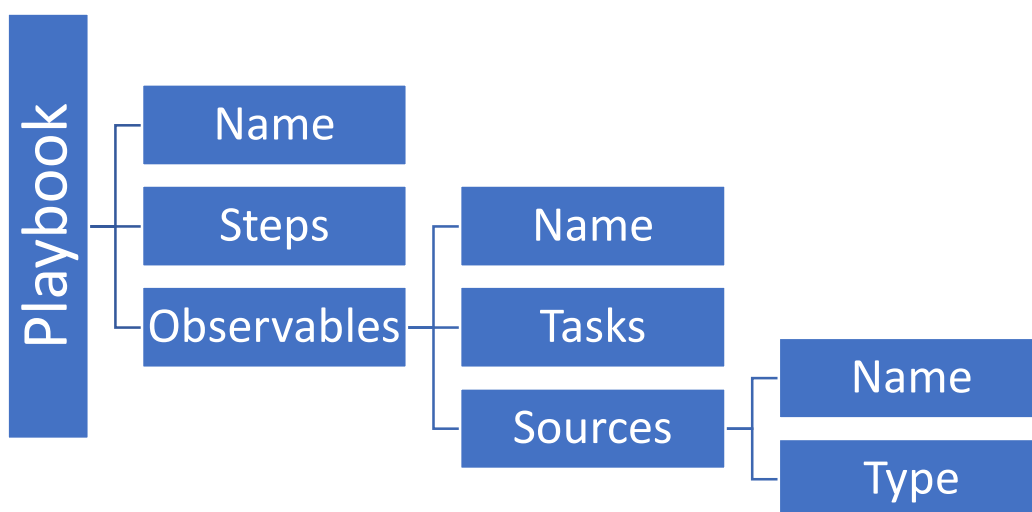 Playbook
Name
Steps
Observables
Name
Tasks
Sources
Name
Type